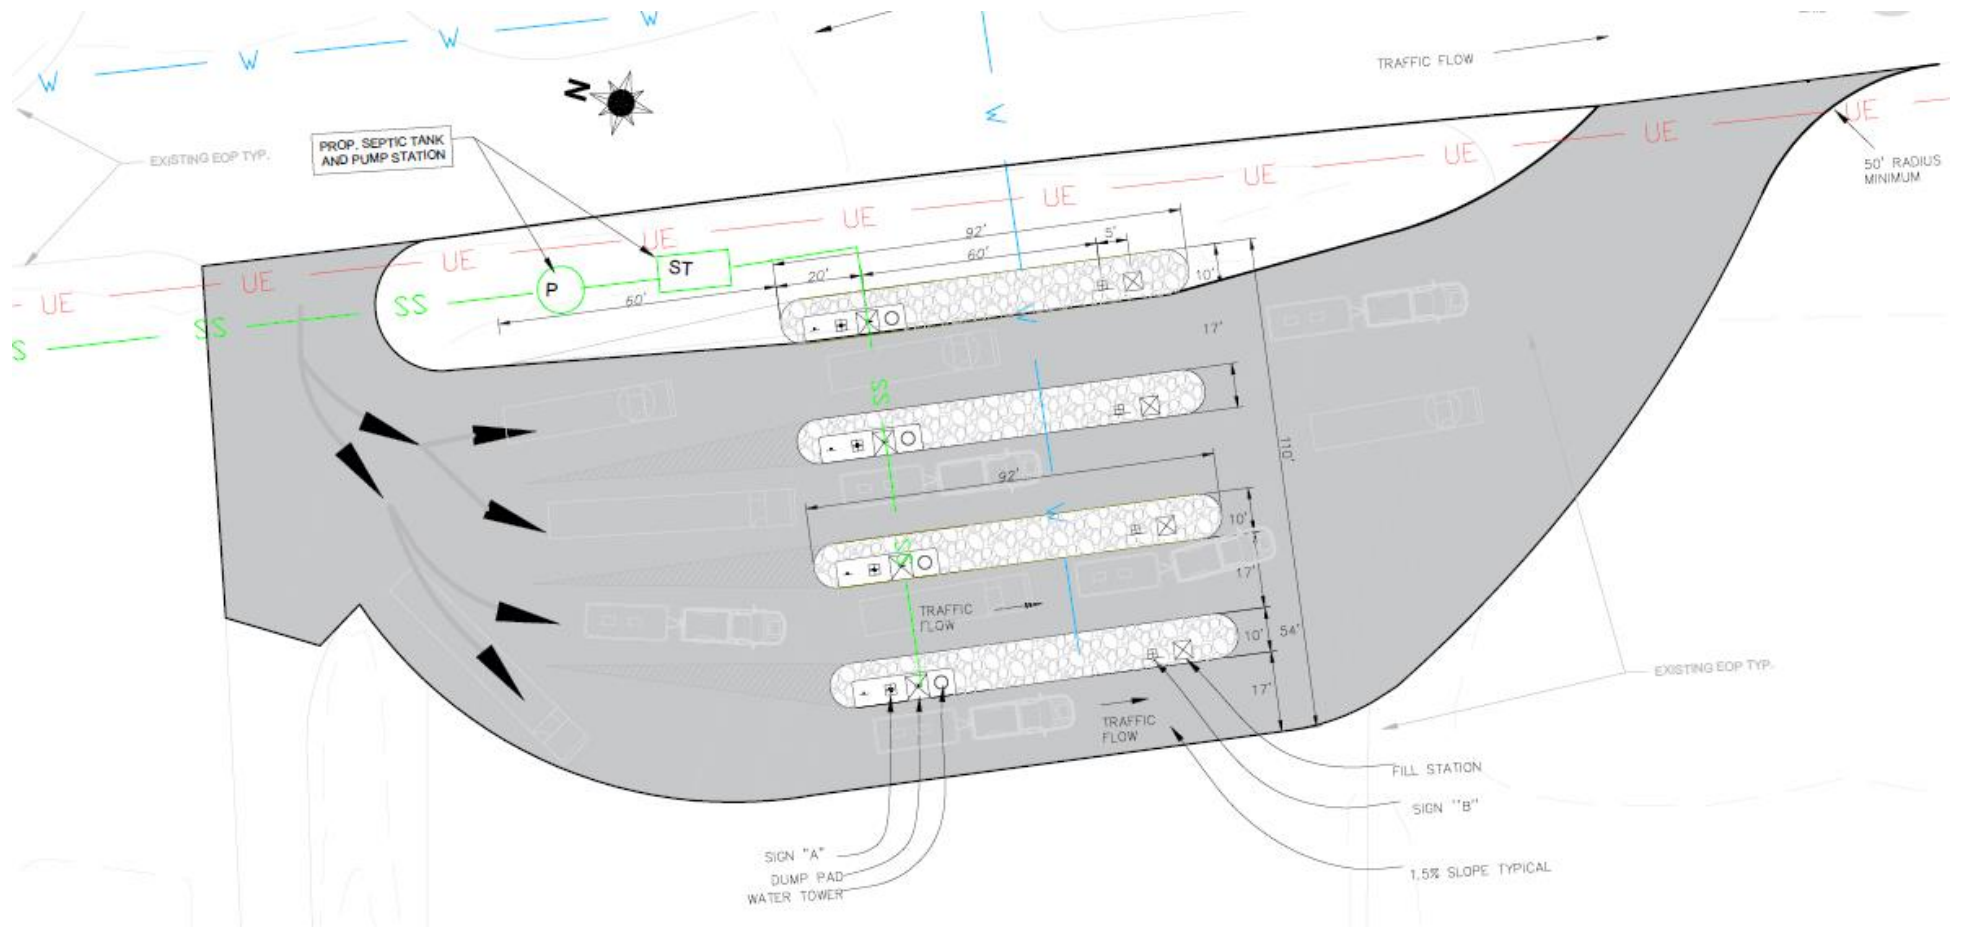 W
W
W
W
TRAFFIC FLOW
W
N
UE
50' RADIUS
MINIMUM
PROP. SEPTIC TANK
AND PUMP STATION
EXISTING EOP TYP.
UE
UE
UE
UE
UE
UE
UE
UE
UE
92'
5'
60'
ST
20'
10'
P
60'
SS
SS
S
W
17'
SS
110'
92'
W
10'
SS
17'
TRAFFIC
FLOW
10'
54'
17'
EXISTING EOP TYP.
TRAFFIC
FLOW
FILL STATION
SIGN "B"
SIGN "A"
DUMP PAD
WATER TOWER
1.5% SLOPE TYPICAL